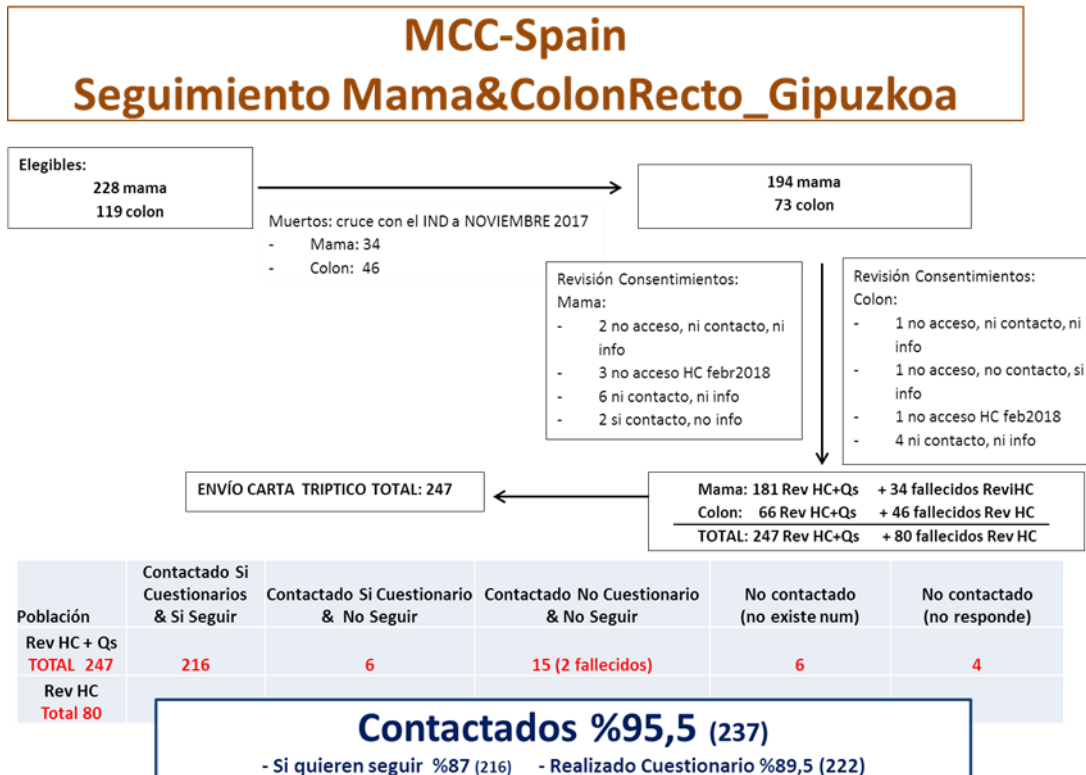 MCC-Spain
Seguimiento Mama&ColonRecto_Gipuzkoa
Elegibles:
228 mama
119 colon
194 mama
73 colon
Muertos: cruce con el IND a NOVIEMBRE 2017
- Mama: 34
- Colon: 46
Revisión Consentimientos:
Mama:
- 2 no acceso, ni contacto, ni
info
- 3 no acceso HC febr2018
- 6 ni contacto, ni info
- 2 si contacto, no info
Revisión Consentimientos:
Colon:
- 1 no acceso, ni contacto, ni
info
- 1 no acceso, no contacto, si
info
- 1 no acceso HC feb2018
- 4 ni contacto, ni info
ENVÍO CARTA TRIPTICO TOTAL: 247
Mama: 181 Rev HC+Qs + 34 fallecidos ReviHC
Colon: 66 Rev HC+Qs + 46 fallecidos Rev HC
TOTAL: 247 Rev HC+Qs + 80 fallecidos Rev HC
Población
Contactado Si
Cuestionarios
& Si Seguir
Contactado Si Cuestionario
& No Seguir
Contactado No Cuestionario
& No Seguir
No contactado
(no existe num)
No contactado
(no responde)
Rev HC + Qs
TOTAL 247
216
6
15 (2 fallecidos)
6
4
Rev HC
Total 80
Contactados %95,5 (237)
- Si quieren seguir %87 (216) - Realizado Cuestionario %89,5 (222)